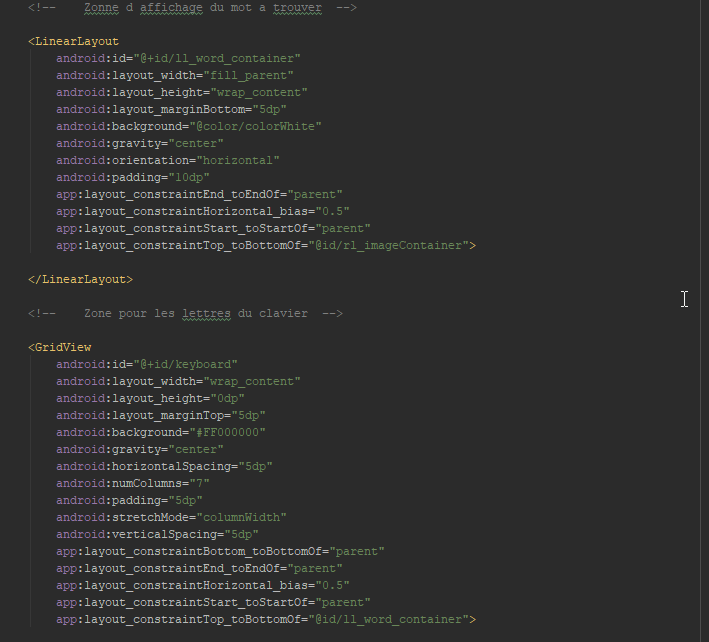 <!--    Zonne d affichage du mot a trouver  -->
<LinearLayout
android:id="@+id/ll_word_container"
android:layout_width="fill_parent"
android:layout_height="wrap_content"
android:layout_marginBottom="5dp"
android:background="@color/colorWhite"
android:gravity="center"
android:orientation="horizontal"
android:padding="10dp"
app:layout_constraintEnd_toEndOf="parent"
app:layout_constraintHorizontal_bias="0.5"
app:layout_constraintStart_toStartOf="parent"
app:layout_constraintTop_toBottomOf="@id/rl_imageContainer">
</LinearLayout>
<!--    Zone pour les lettres du clavier  -->
<GridView
android:id="@+id/keyboard"
android:layout_width="wrap_content"
android:layout_height="0dp"
android:layout_marginTop="5dp"
android:background="#FF000000"
android:gravity="center"
android:horizontalSpacing="5dp"
android:numColumns="7"
android:padding="5dp"
android:stretchMode="columnWidth"
android:verticalSpacing="5dp"
app:layout_constraintBottom_toBottomOf="parent"
app:layout_constraintEnd_toEndOf="parent"
app:layout_constraintHorizontal_bias="0.5"
app:layout_constraintStart_toStartOf="parent"
app:layout_constraintTop_toBottomOf="@id/ll_word_container">